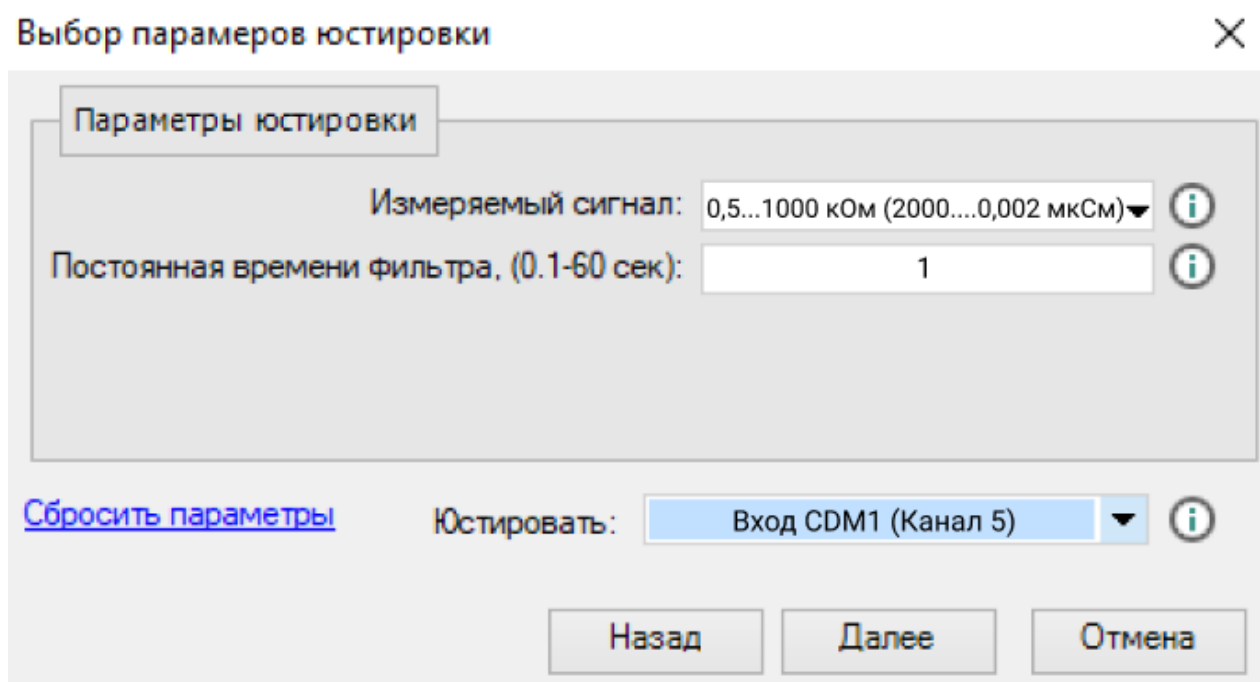 Выбор парамеров юстировки
Параметры юстировки
Измеряемый сигнал: 0,5...1000 кОм (2000....0,002 мкСм)
Постоянная времени фильтра, (0.1-60 сек): 1
Сбросить параметры Юстировать: Вход CDM1 (Канал 5)
Назад Далее Отмена